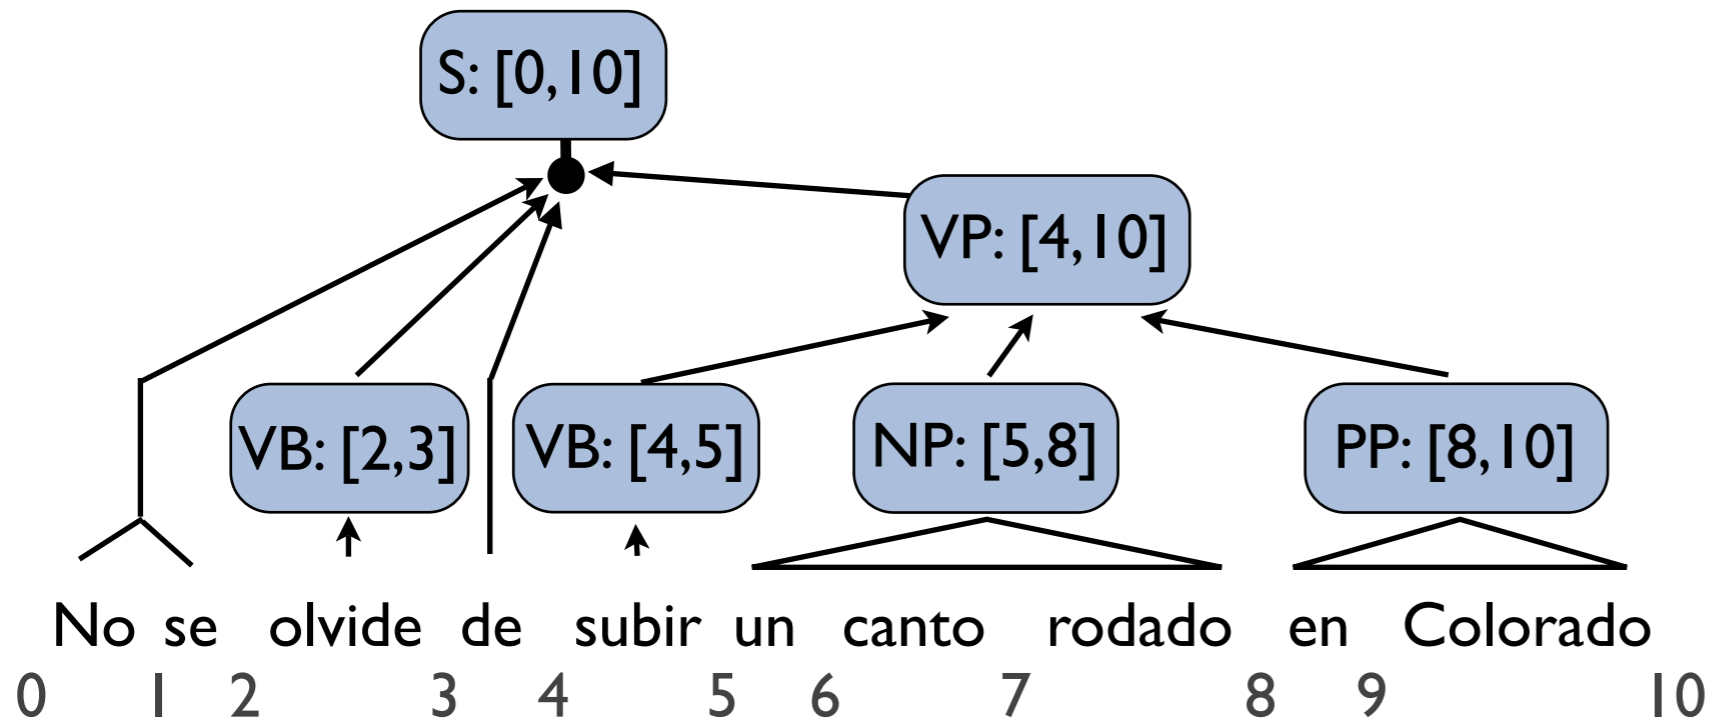 S: [0,10]
VP: [4,10]
VB: [2,3] VB: [4,5] NP: [5,8] PP: [8,10]
No se olvide de subir un canto rodado en Colorado
0 1 2 3 4 5 6 7 8 9 10